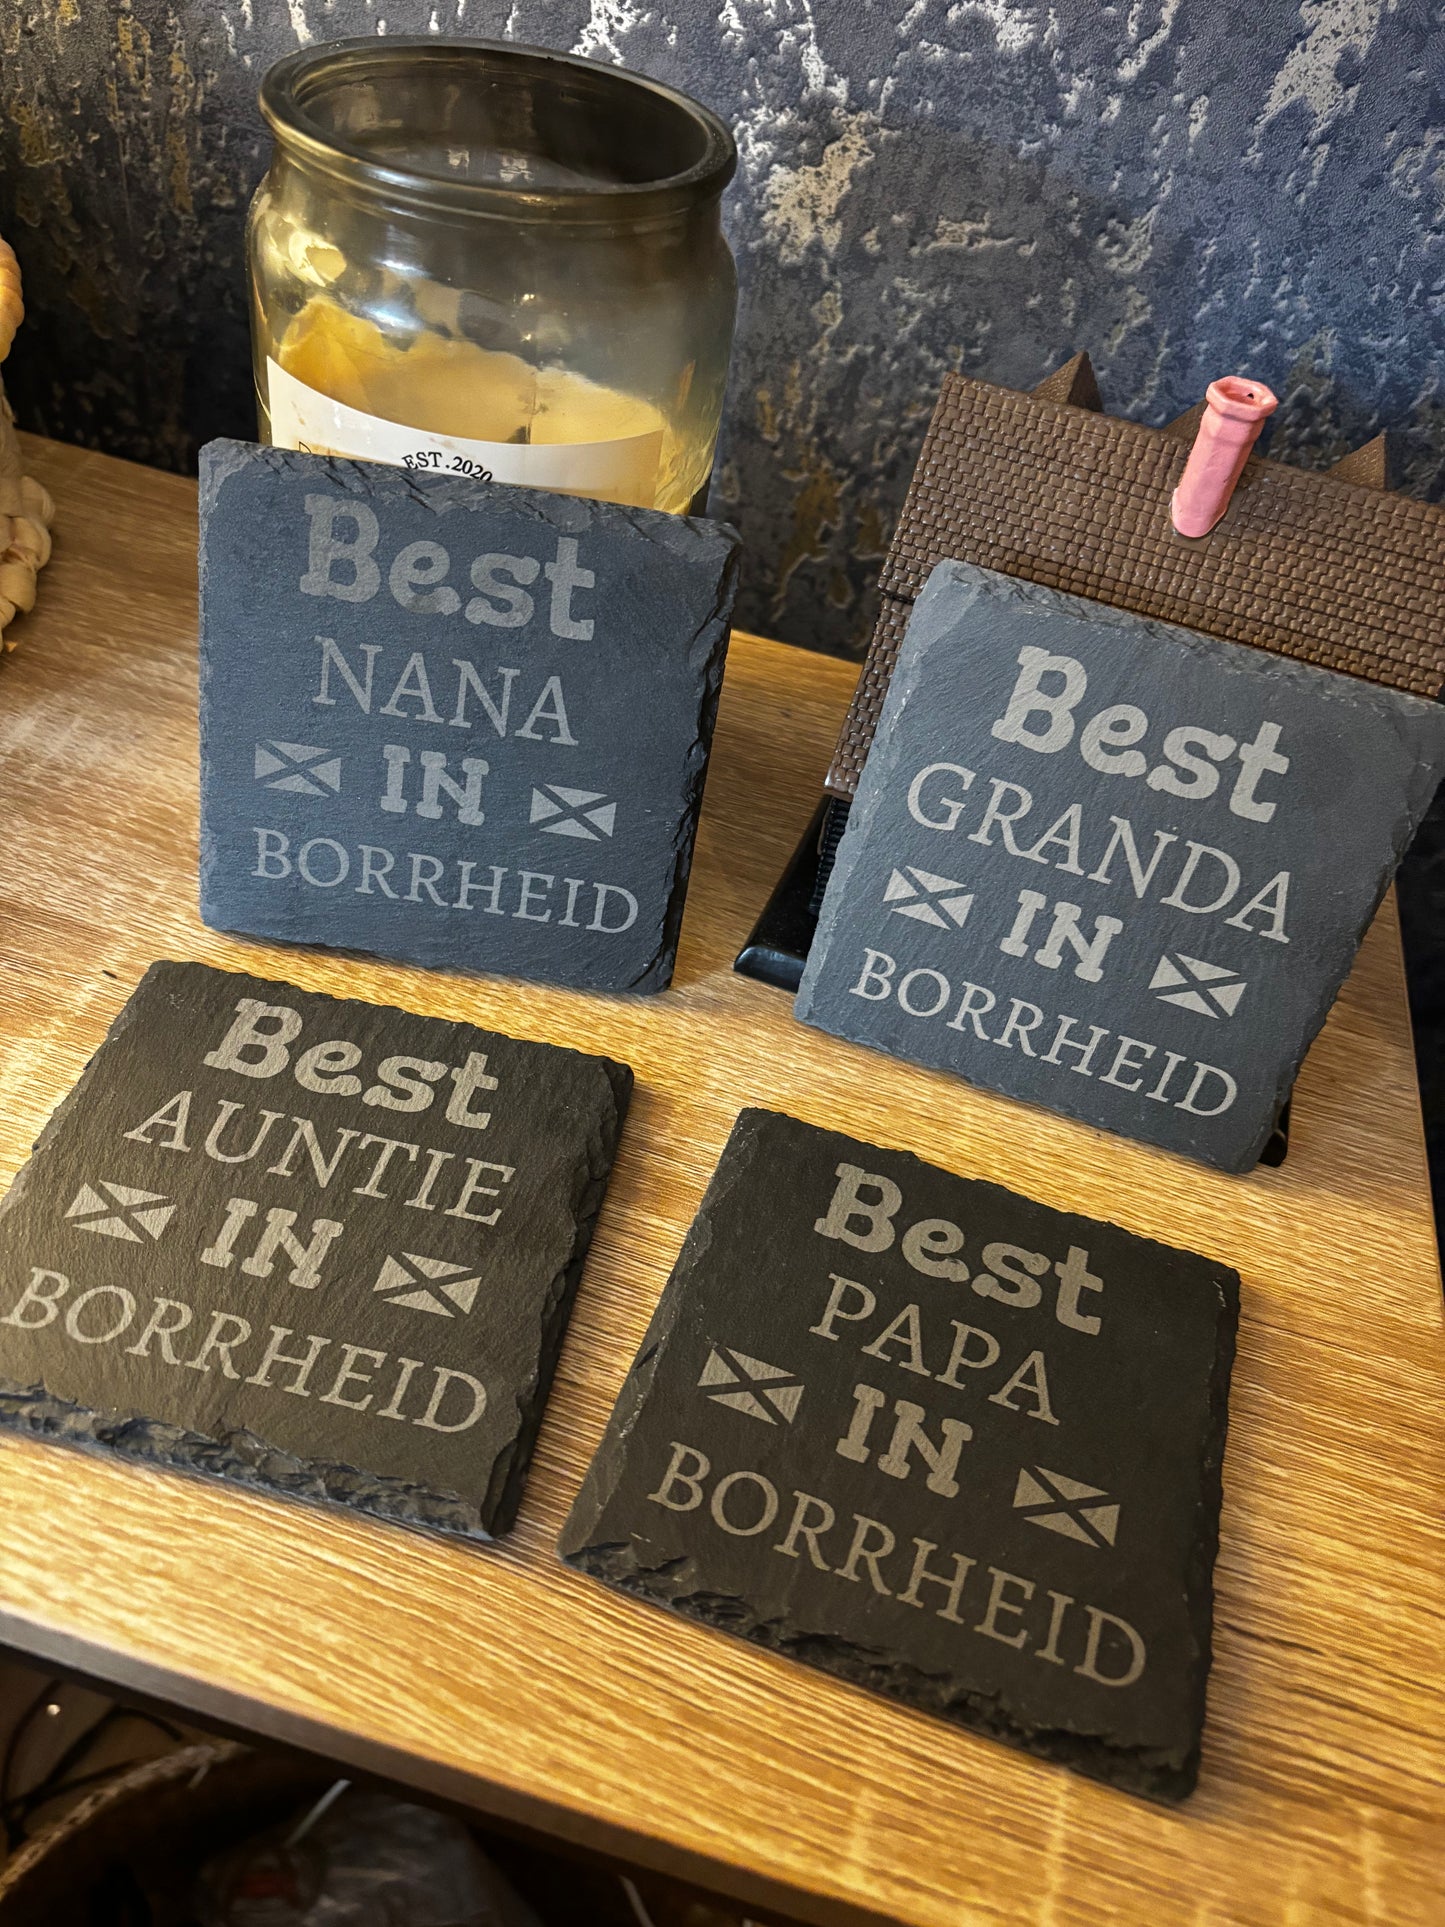 EST.2020
Best
NANA
IN
BORRHEID
Best
GRANDA
IN
BORRHEID
Best
AUNTIE
IN
BORRHEID
Best
PAPA
IN
BORRHEID